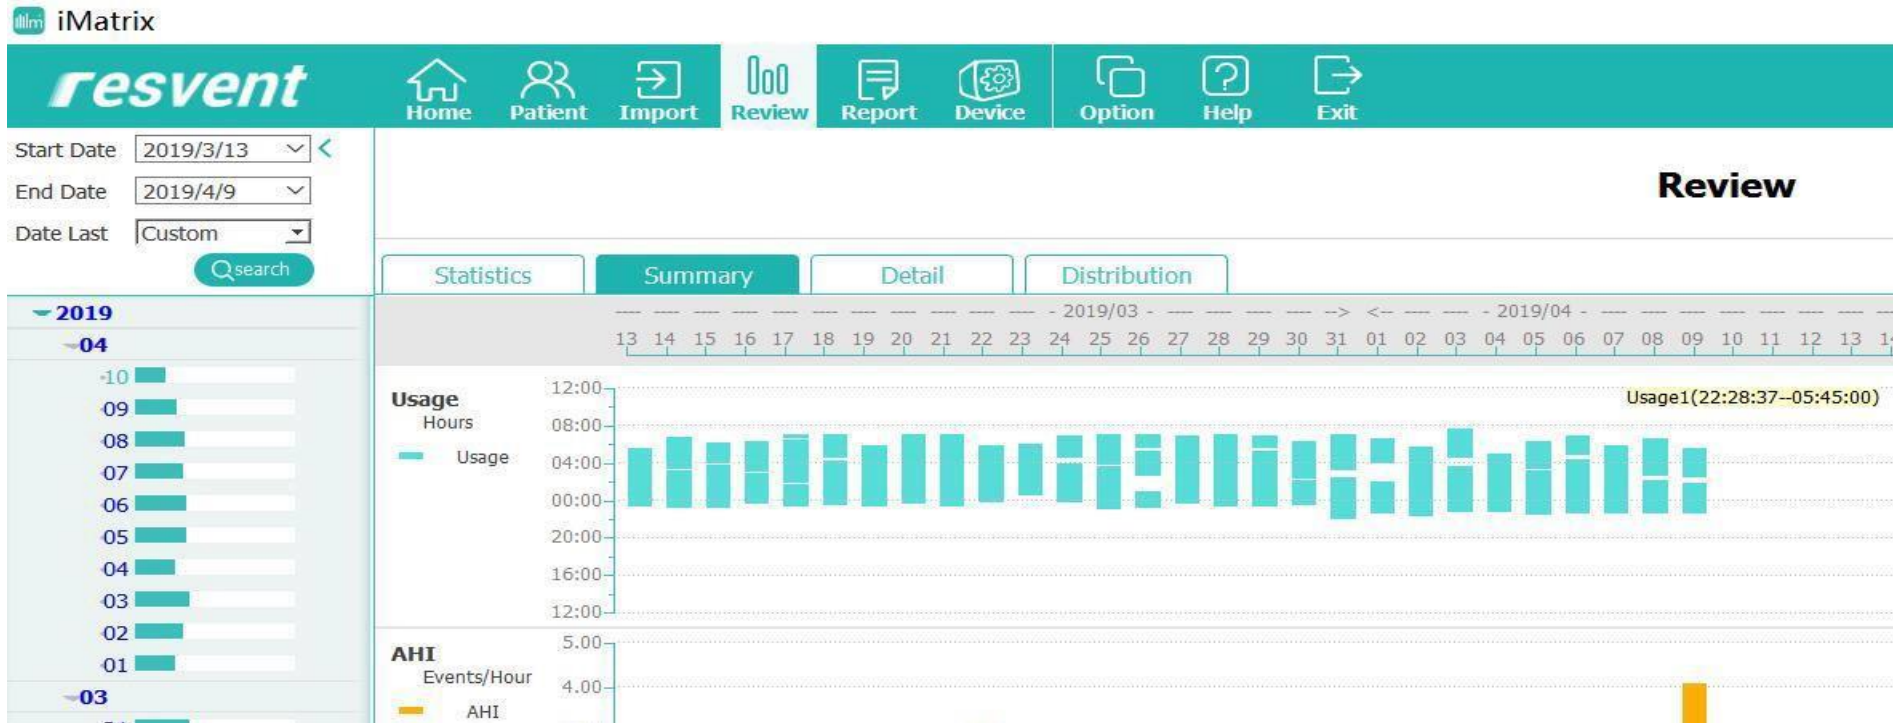 iMatrix
resvent
Home Patient Import Review Report Device Option Help Exit
Start Date 2019/3/13
End Date 2019/4/9
Date Last Custom
search
Review
Statistics Summary Detail Distribution
2019
04
10
09
08
07
06
05
04
03
02
01
03
2019/03 2019/04
13 14 15 16 17 18 19 20 21 22 23 24 25 26 27 28 29 30 31 01 02 03 04 05 06 07 08 09 10 11 12 13
Usage
Hours
Usage
12:00
08:00
04:00
00:00
20:00
16:00
12:00
Usage1(22:28:37--05:45:00)
AHI
Events/Hour
AHI
5.00
4.00